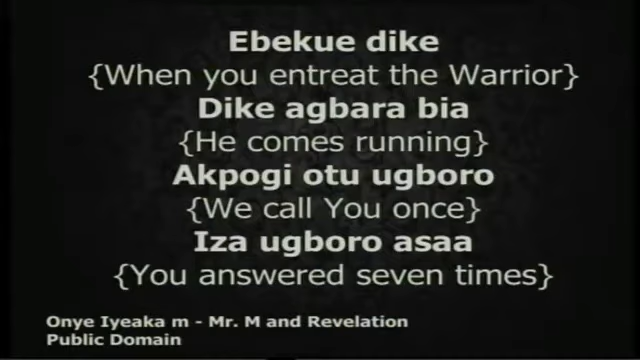 Ebekue dike
{When you entreat the Warrior}
Dike agbara bia
{He comes running}
Akpogi otu ugboro
{We call You once}
Iza ugboro asaa
{You answered seven times}
Onye Iyeaka m - Mr. M and Revelation
Public Domain